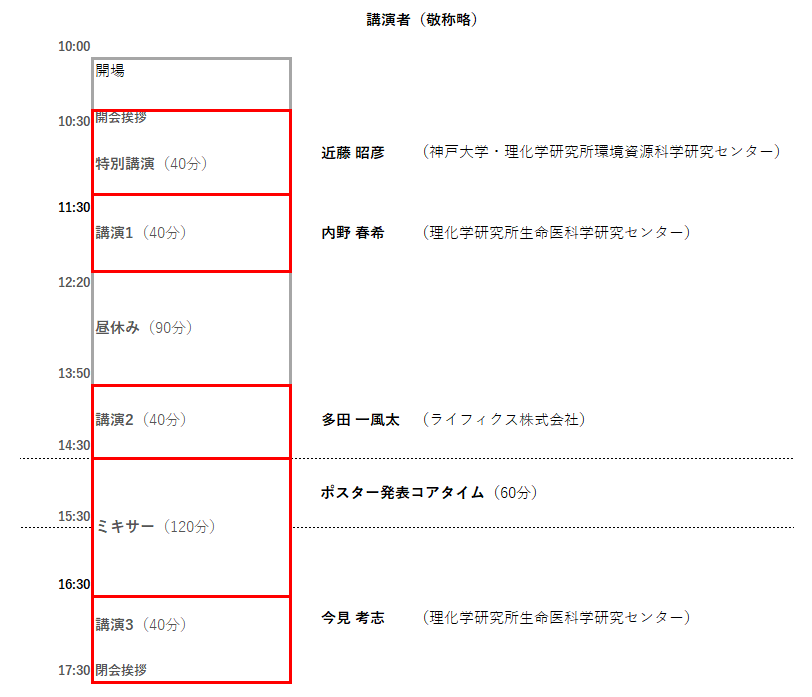 講演者（敬称略）
10:00
開場
10:30 開会挨拶
特別講演（40分） 近藤 昭彦 （神戸大学・理化学研究所環境資源科学研究センター）
11:30
講演1（40分） 内野 春希 （理化学研究所生命医科学研究センター）
12:20
昼休み（90分）
13:50
講演2（40分） 多田 一風太 （ライフィクス株式会社）
14:30
ポスター発表コアタイム（60分）
15:30
ミキサー（120分）
16:30
講演3（40分） 今見 考志 （理化学研究所生命医科学研究センター）
17:30 閉会挨拶